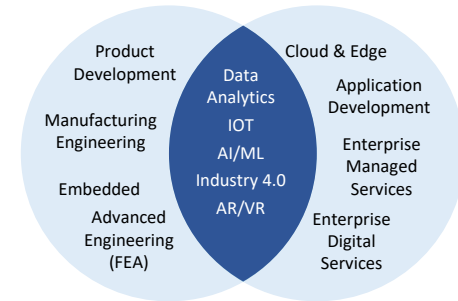 Product
Development
Manufacturing
Engineering
Embedded
Advanced
Engineering
(FEA)
Data
Analytics
IOT
AI/ML
Industry 4.0
AR/VR
Cloud & Edge
Application
Development
Enterprise
Managed
Services
Enterprise
Digital
Services